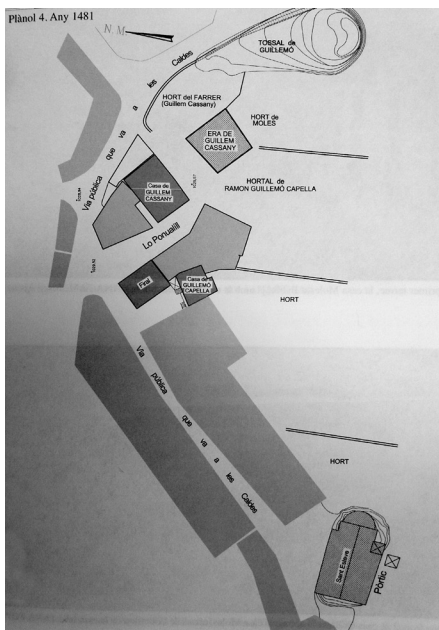 Plànol 4. Any 1481
N. M
TOSSAL de
GUILLEMÓ
Via pública que va a les Caldes
HORT del FARRER
(Guillem Cassany)
HORT de
MOLES
ERA DE
GUILLEM
CASSANY
HORTAL de
RAMON GUILLEMÓ CAPELLA
Casa de
GUILLEM
CASSANY
Lo Ponualill
Final
Casa de
GUILLEMÓ
CAPELLA
HORT
Via pública que va a les Caldes
HORT
Sant Esteve
Pòrtic